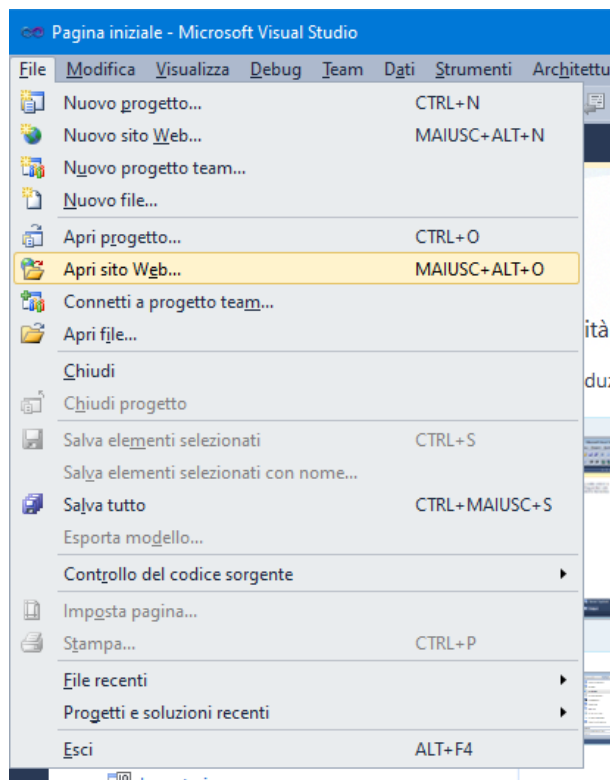 Pagina iniziale - Microsoft Visual Studio
File Modifica Visualizza Debug Team Dati Strumenti
Nuovo progetto... CTRL+N
Nuovo sito Web... MAIUSC+ALT+N
Nuovo progetto team...
Nuovo file...
Apri progetto... CTRL+O
Apri sito Web... MAIUSC+ALT+O
Connetti a progetto team...
Apri file...
Chiudi
Chiudi progetto
Salva elementi selezionati CTRL+S
Salva elementi selezionati con nome...
Salva tutto CTRL+MAIUSC+S
Esporta modello...
Controllo del codice sorgente
Imposta pagina...
Stampa... CTRL+P
File recenti
Progetti e soluzioni recenti
Esci ALT+F4